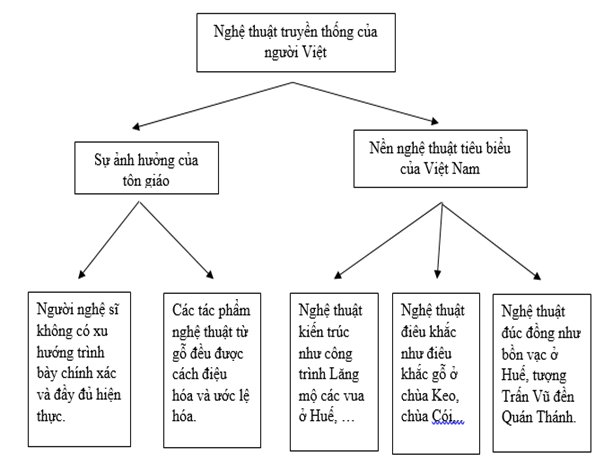 Nghệ thuật truyền thống của
người Việt
Sự ảnh hưởng của
tôn giáo
Nền nghệ thuật tiêu biểu
của Việt Nam
Người nghệ sĩ
không có xu
hướng trình
bày chính xác
và đầy đủ hiện
thực.
Các tác phẩm
nghệ thuật từ
gỗ đều được
cách điệu
hóa và ước lệ
hóa.
Nghệ thuật
kiến trúc
như công
trình Lăng
mộ các vua
ở Huế, …
Nghệ thuật
điêu khắc
như điêu
khắc gỗ ở
chùa Keo,
chùa Cói,..
Nghệ thuật
đúc đồng như
bồn vạc ở
Huế, tượng
Trấn Vũ đền
Quán Thánh.